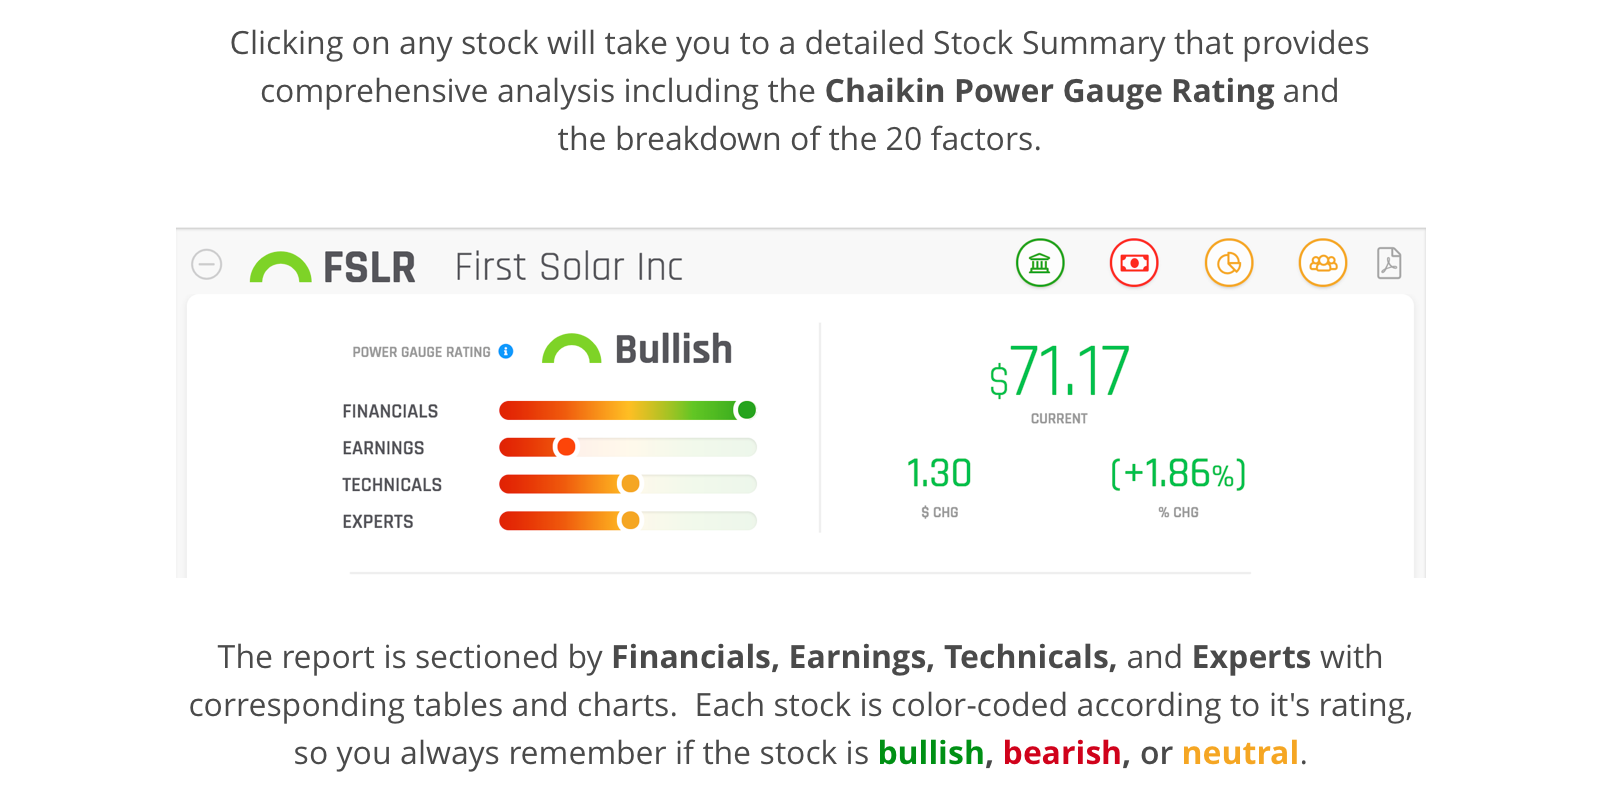 Clicking on any stock will take you to a detailed Stock Summary that provides
comprehensive analysis including the Chaikin Power Gauge Rating and
the breakdown of the 20 factors.
FSLR First Solar Inc
POWER GAUGE RATING i Bullish
FINANCIALS
EARNINGS
TECHNICALS
EXPERTS
$71.17
CURRENT
1.30 (+1.86%)
$ CHG % CHG
The report is sectioned by Financials, Earnings, Technicals, and Experts with
corresponding tables and charts.  Each stock is color-coded according to it's rating,
so you always remember if the stock is bullish, bearish, or neutral.